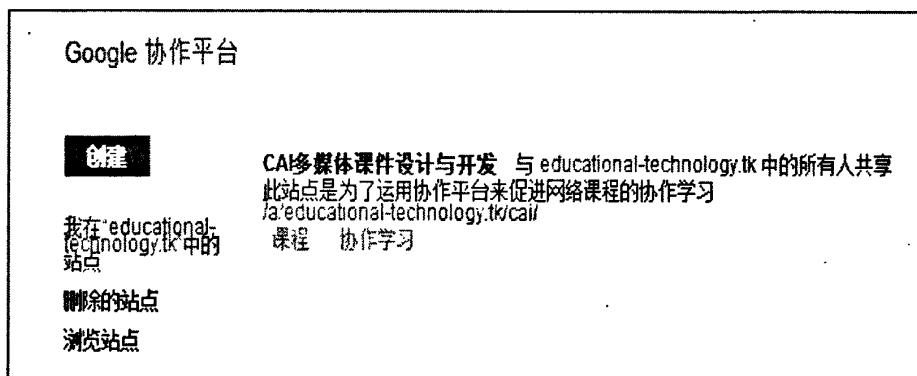 Google 协作平台
创建
我在"educational-
technology.tk"中的
站点
删除的站点
浏览站点
CAI多媒体课件设计与开发 与 educational-technology.tk 中的所有人共享
此站点是为了运用协作平台来促进网络课程的协作学习
/a/educational-technology.tk/cai/
课程 协作学习